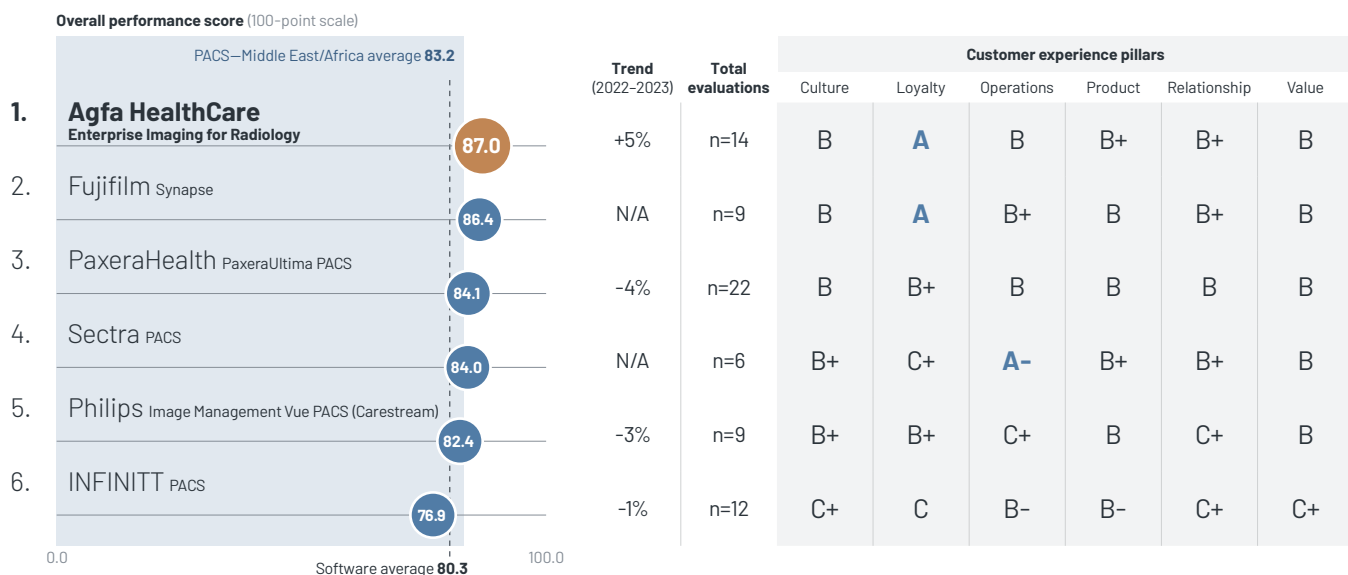 Overall performance score (100-point scale)
PACS—Middle East/Africa average 83.2
Trend
(2022–2023)
Total
evaluations
Customer experience pillars
Culture Loyalty Operations Product Relationship Value
1. Agfa HealthCare
Enterprise Imaging for Radiology
87.0 +5% n=14 B A B B+ B+ B
2. Fujifilm Synapse
86.4 N/A n=9 B A B+ B B+ B
3. PaxeraHealth PaxeraUltima PACS
84.1 -4% n=22 B B+ B B B B
4. Sectra PACS
84.0 N/A n=6 B+ C+ A- B+ B+ B
5. Philips Image Management Vue PACS (Carestream)
82.4 -3% n=9 B+ B+ C+ B C+ B
6. INFINITT PACS
76.9 -1% n=12 C+ C B- B- C+ C+
0.0 100.0
Software average 80.3